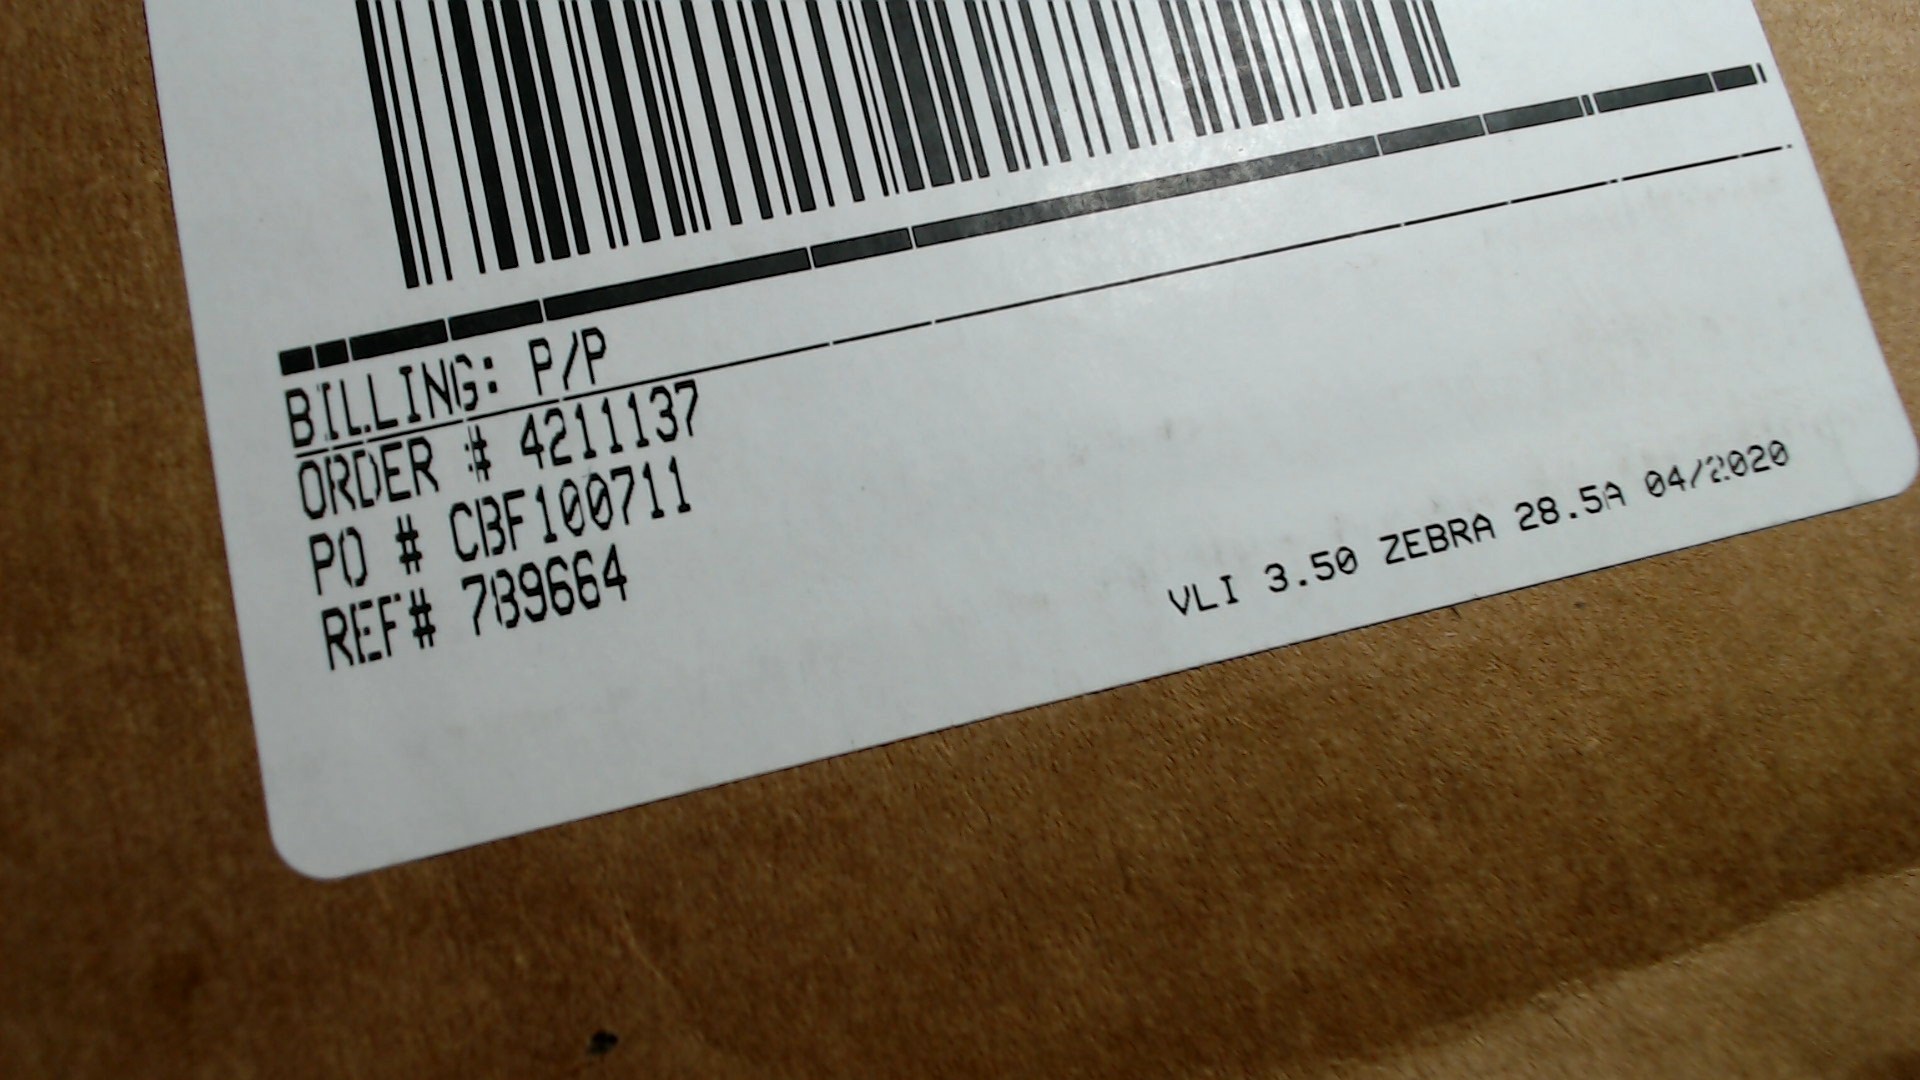 BILLING: P/P
ORDER # 4211137
PO # CBF100711
REF# 789664
VLI 3.50 ZEBRA 28.5A 04/2020